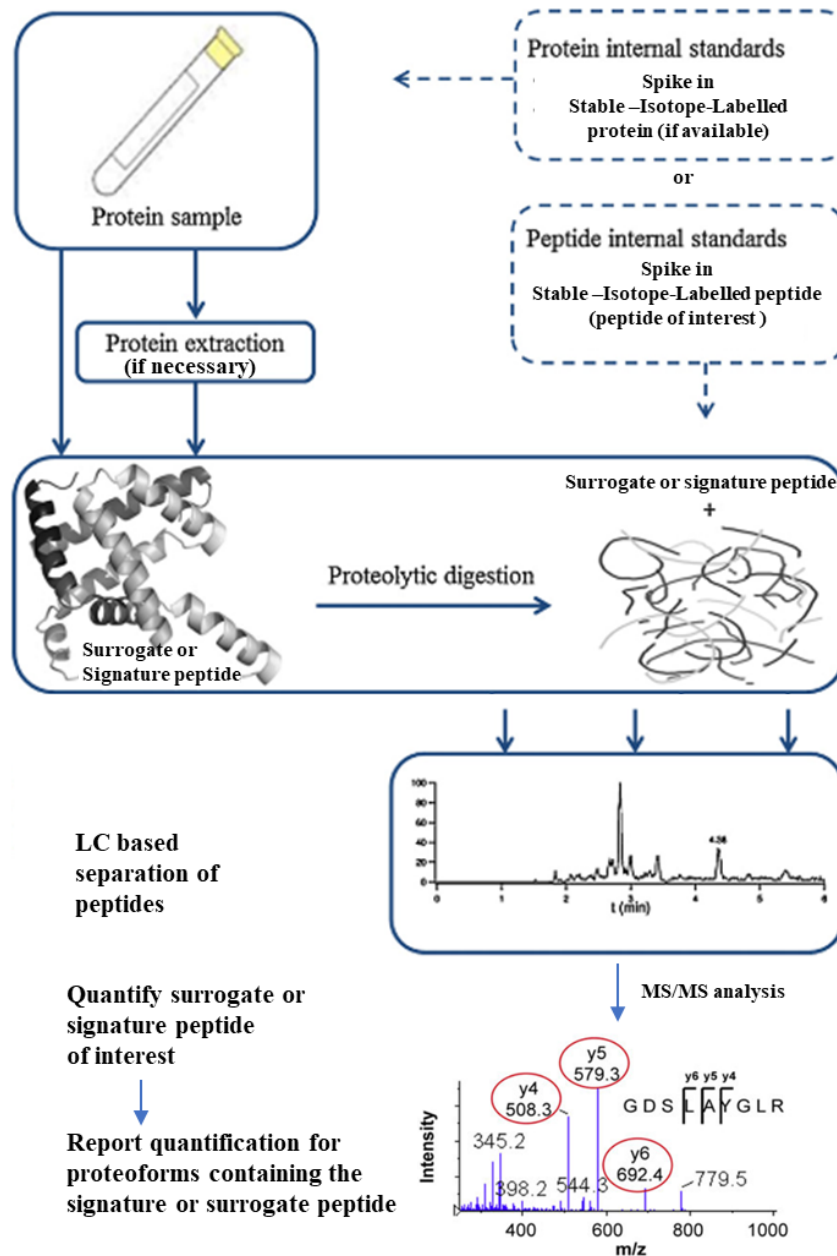 Protein sample
Protein internal standards
Spike in
Stable –Isotope-Labelled
protein (if available)
or
Peptide internal standards
Spike in
Stable –Isotope-Labelled peptide
(peptide of interest )
Protein extraction
(if necessary)
Surrogate or
Signature peptide
Proteolytic digestion
Surrogate or signature peptide
+
LC based
separation of
peptides
100
80
60
40
20
0
4.36
0 1 2 3 4 5 6
t (min)
MS/MS analysis
Quantify surrogate or
signature peptide
of interest
Report quantification for
proteoforms containing the
signature or surrogate peptide
Intensity
y5
579.3
y4
508.3
y6
692.4
345.2
398.2
544.3
779.5
y6 y5 y4
G D S L A Y G L R
400 600 800 1000
m/z